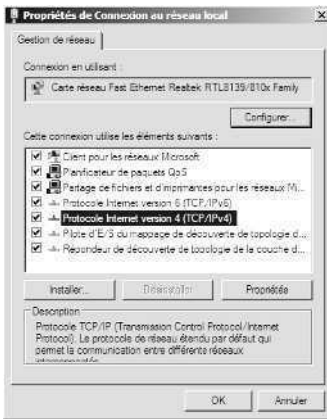 Propriétés de Connexion au réseau local
Gestion de réseau
Connexion en utilisant :
Carte réseau Fast Ethernet Realtek RTL8139/810x Family
Configurer...
Cette connexion utilise les éléments suivants :
Client pour les réseaux Microsoft
Planificateur de paquets QoS
Partage de fichiers et d'imprimantes pour les réseaux Mi...
Protocole Internet version 6 (TCP/IPv6)
Protocole Internet version 4 (TCP/IPv4)
Pilote d'E/S du mappage de découverte de topologie d...
Répondeur de découverte de topologie de la couche d...
Installer...
Désinstaller
Propriétés
Description
Protocole TCP/IP (Transmission Control Protocol/Internet
Protocol). Le protocole de réseau étendu par défaut qui
permet la communication entre différents réseaux
OK
Annuler